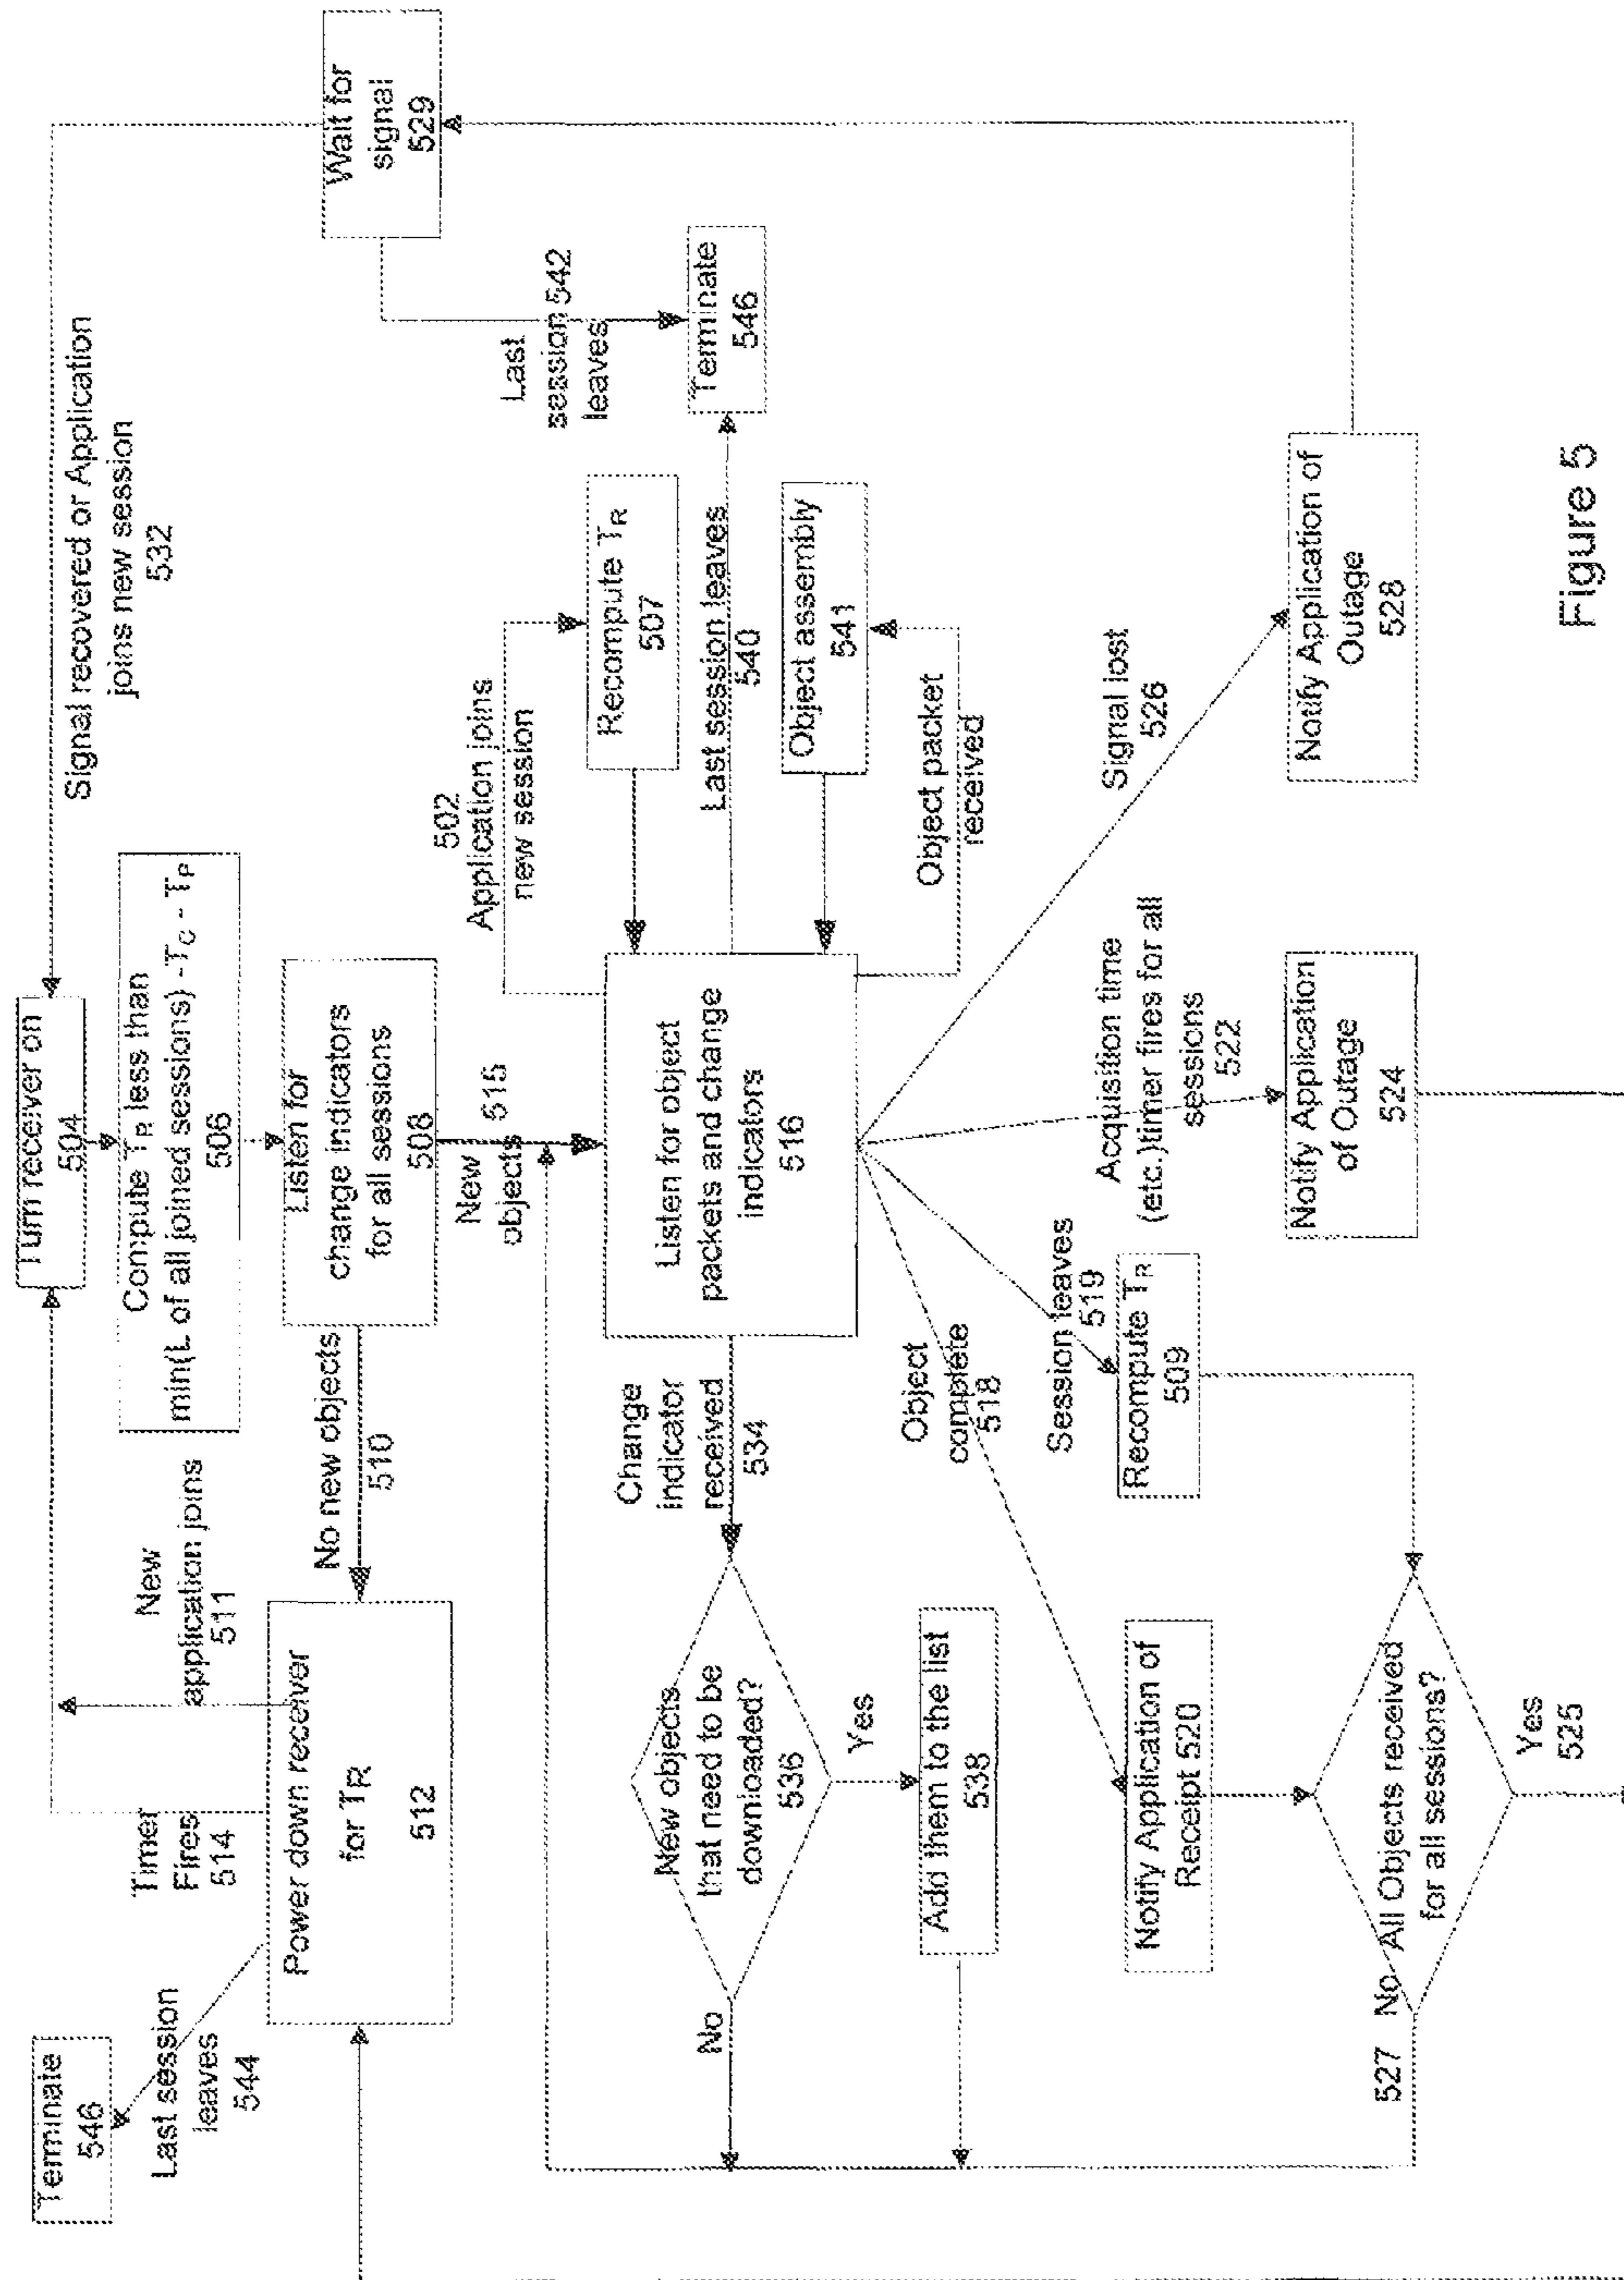 Terminate
546
Last session
leaves
544
Timer
Fires
514
New
application joins
511
Turn receiver on
504
Signal recovered or Application
joins new session
532
Compute TR less than
min(L of all joined sessions) -TC - TP
506
Power down receiver
for TR
512
No new objects
510
Listen for
change indicators
for all sessions
508
Wait for
signal
529
New
objects 515
502
Application joins
new session
Last
session 542
leaves
Recompute TR
507
Terminate
546
Last session leaves
540
Object assembly
541
Object packet
received
Listen for object
packets and change
indicators
516
Change
indicator
received
534
New objects
that need to be
downloaded?
536
No
Yes
Add them to the list
538
Object
complete
518
Session leaves
519
Recompute TR
509
Acquisition time
(etc.)timer fires for all
sessions
522
Signal lost
526
Notify Application of
Receipt 520
Notify Application
of Outage
524
Notify Application of
Outage
528
527
No
All Objects received
for all sessions?
Yes
525
Figure 5